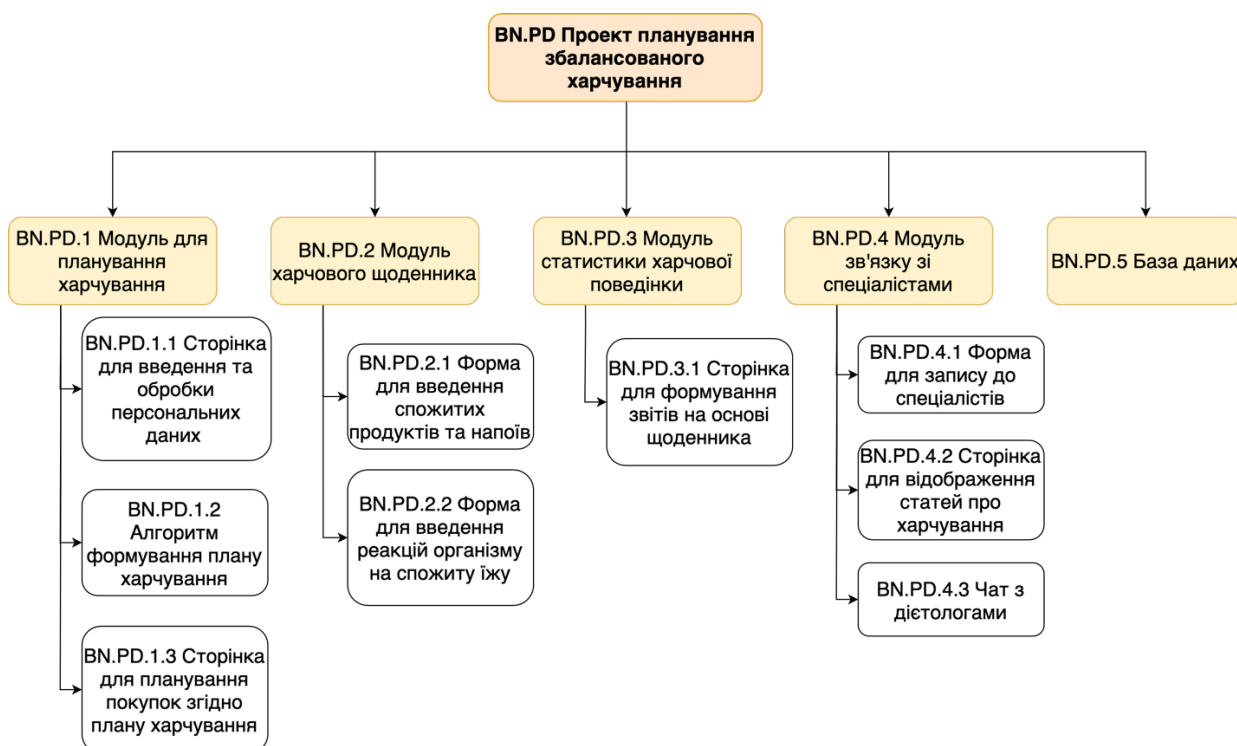 BN.PD Проект планування
збалансованого
харчування
BN.PD.1 Модуль для
планування
харчування
BN.PD.1.1 Сторінка
для введення та
обробки
персональних
даних
BN.PD.1.2
Алгоритм
формування плану
харчування
BN.PD.1.3 Сторінка
для планування
покупок згідно
плану харчування
BN.PD.2 Модуль
харчового щоденника
BN.PD.2.1 Форма
для введення
спожитих
продуктів та напоїв
BN.PD.2.2 Форма
для введення
реакцій організму
на спожиту їжу
BN.PD.3 Модуль
статистики харчової
поведінки
BN.PD.3.1 Сторінка
для формування
звітів на основі
щоденника
BN.PD.4 Модуль
зв'язку зі
спеціалістами
BN.PD.4.1 Форма
для запису до
спеціалістів
BN.PD.4.2 Сторінка
для відображення
статей про
харчування
BN.PD.4.3 Чат з
дієтологами
BN.PD.5 База даних